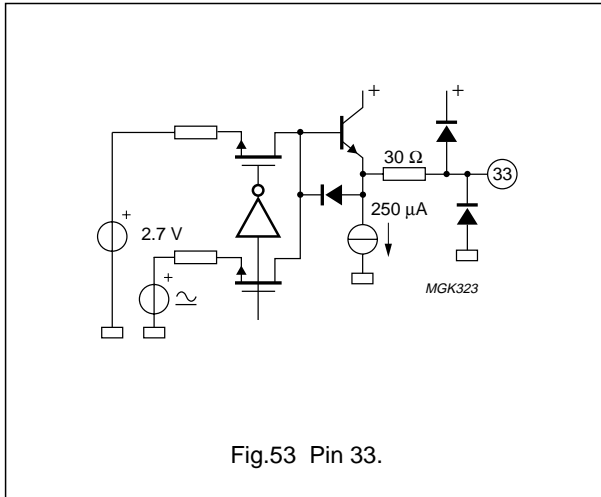 +
+
30 Ω
33
+
2.7 V
250 μA
+
MGK323
Fig.53 Pin 33.